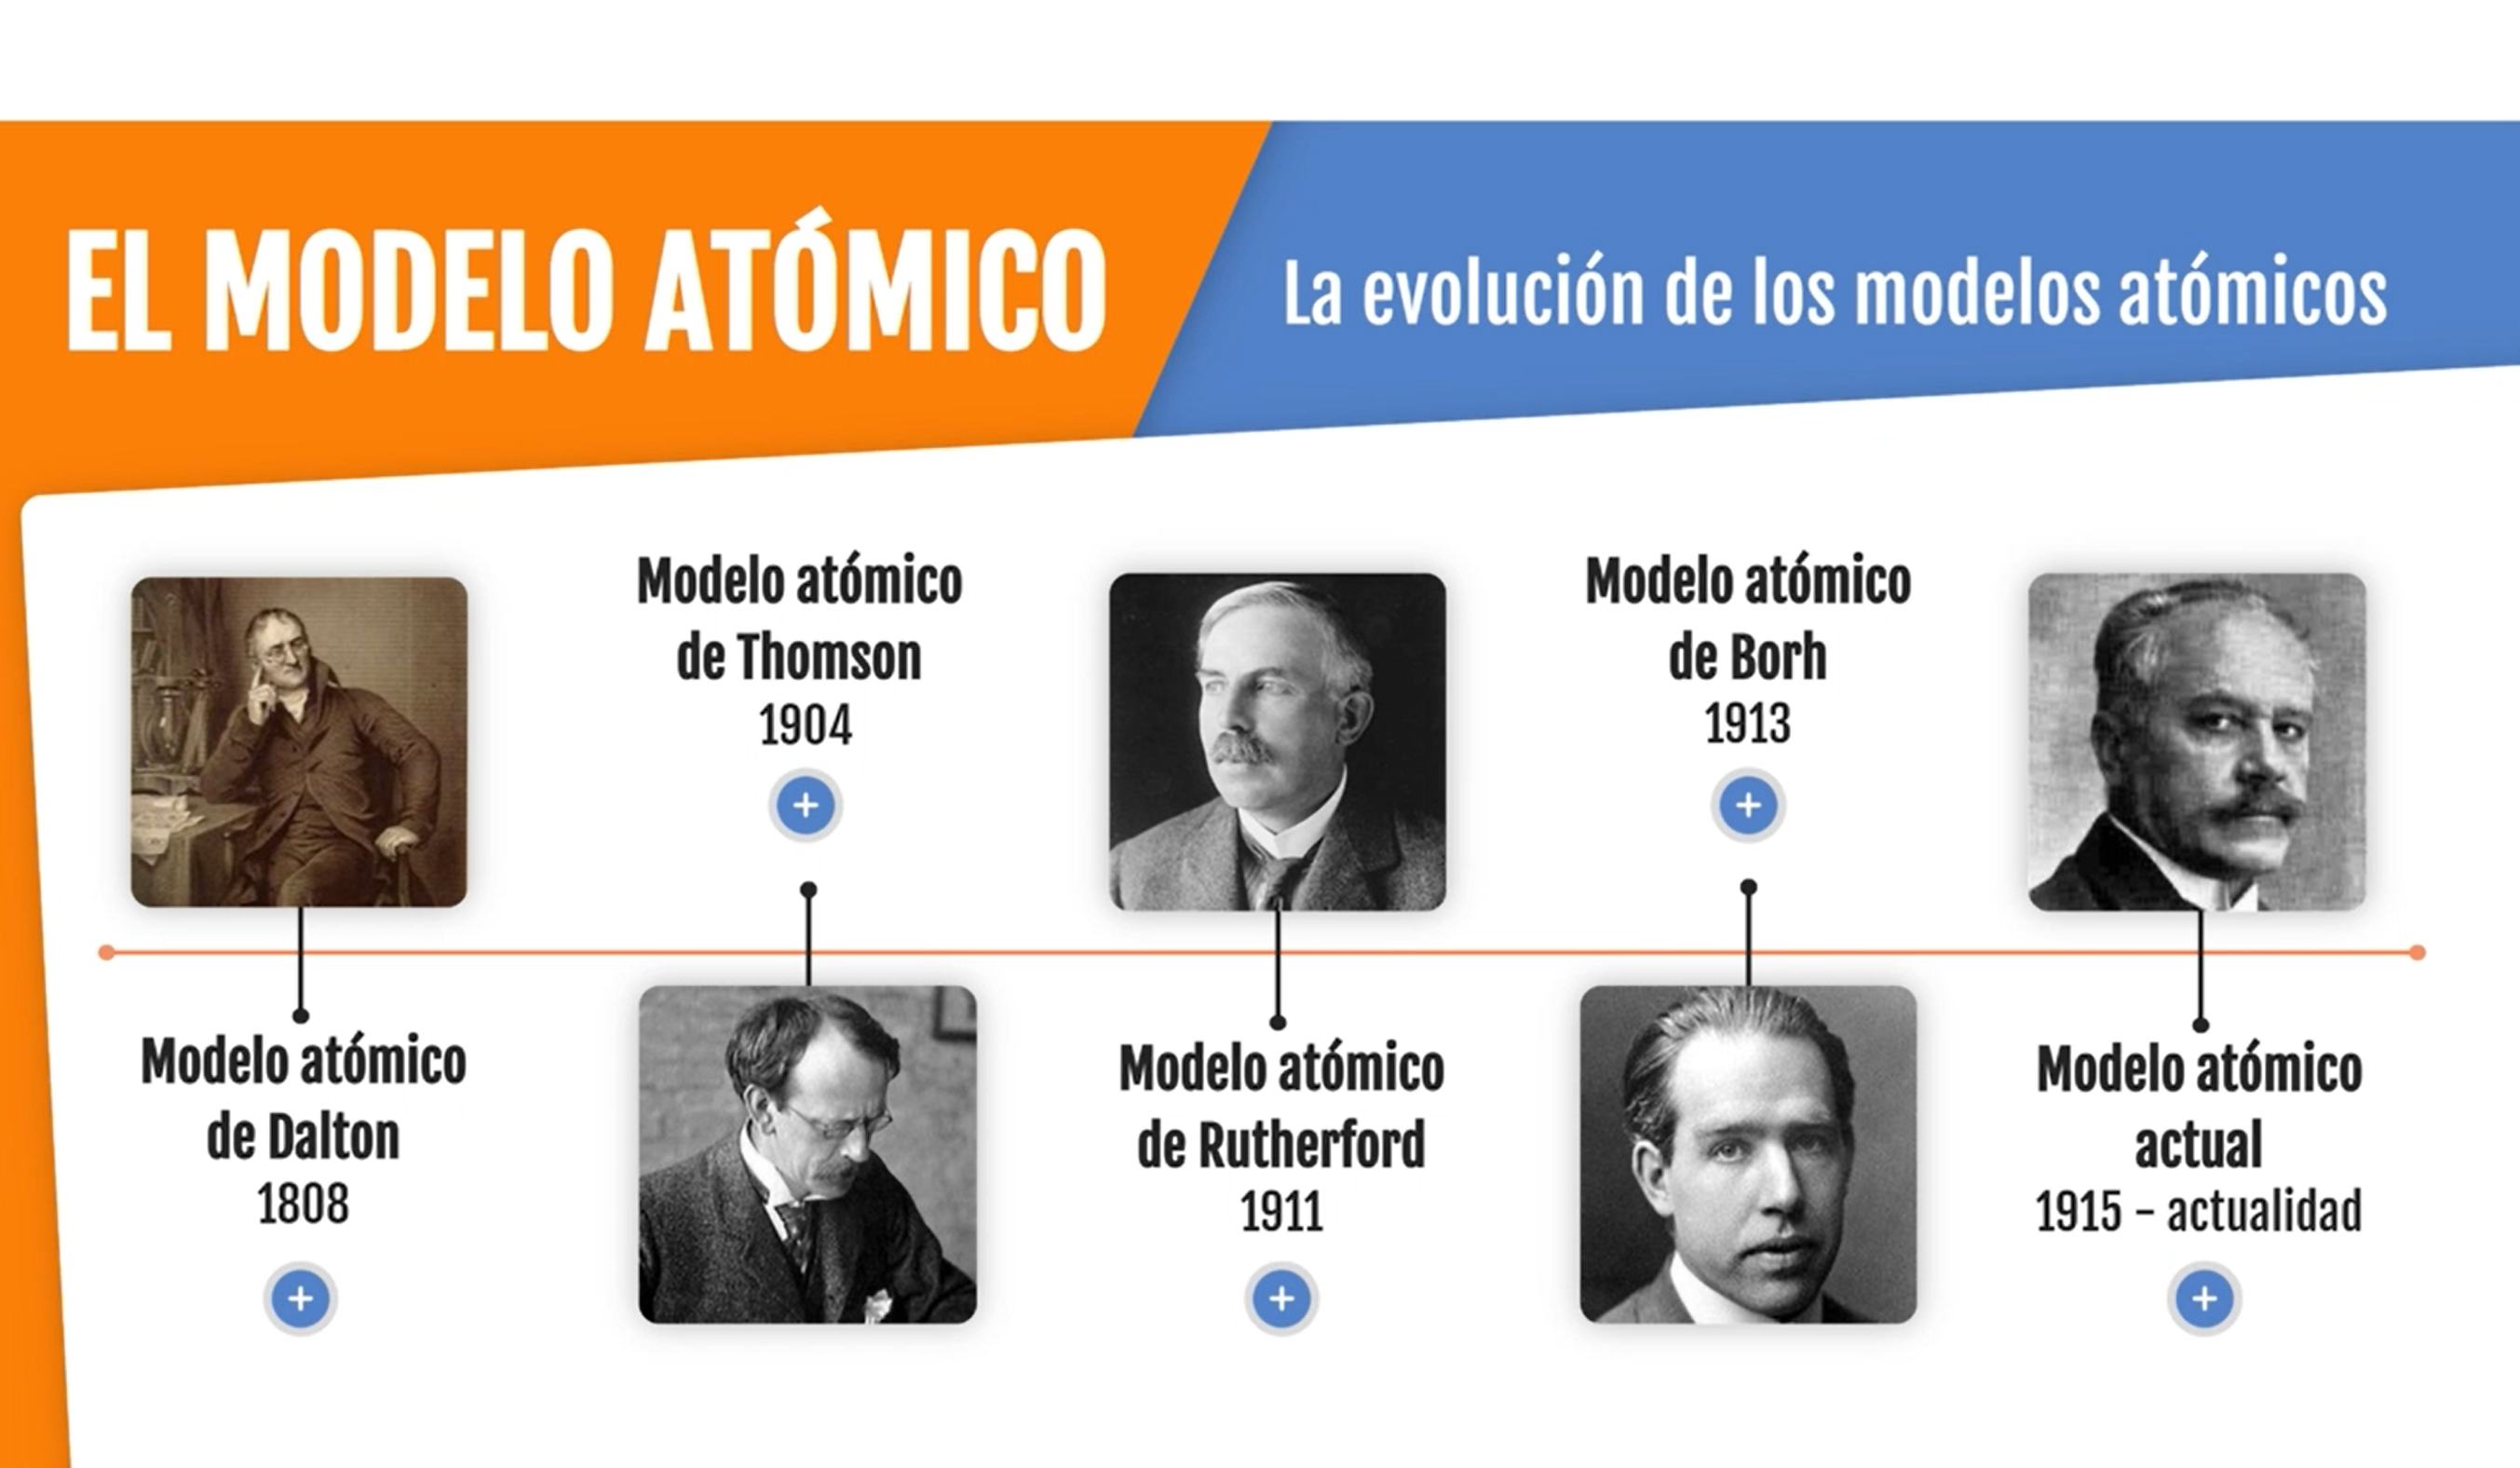 EL MODELO ATÓMICO
La evolución de los modelos atómicos
Modelo atómico
de Dalton
1808
Modelo atómico
de Thomson
1904
Modelo atómico
de Rutherford
1911
Modelo atómico
de Borh
1913
Modelo atómico
actual
1915 - actualidad